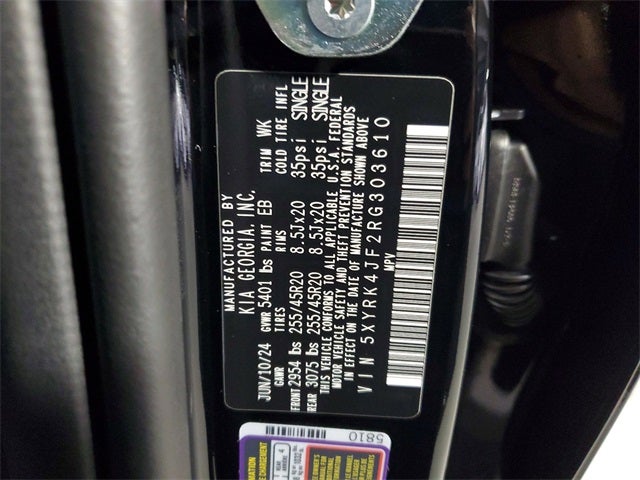 MANUFACTURED BY
KIA GEORGIA, INC.
JUN/10/24 GVWR 5401 lbs PAINT EB TRIM WK
GAWR TIRES RIMS COLD TIRE INFL
FRONT 2954 lbs 255/45R20 8.5Jx20 35psi SINGLE
REAR 3075 lbs 255/45R20 8.5Jx20 35psi SINGLE
THIS VEHICLE CONFORMS TO ALL APPLICABLE U.S.A. FEDERAL
MOTOR VEHICLE SAFETY AND THEFT PREVENTION STANDARDS
IN EFFECT ON THE DATE OF MANUFACTURE SHOWN ABOVE
VIN 5XYRK4JF2RG303610
MPV
5810